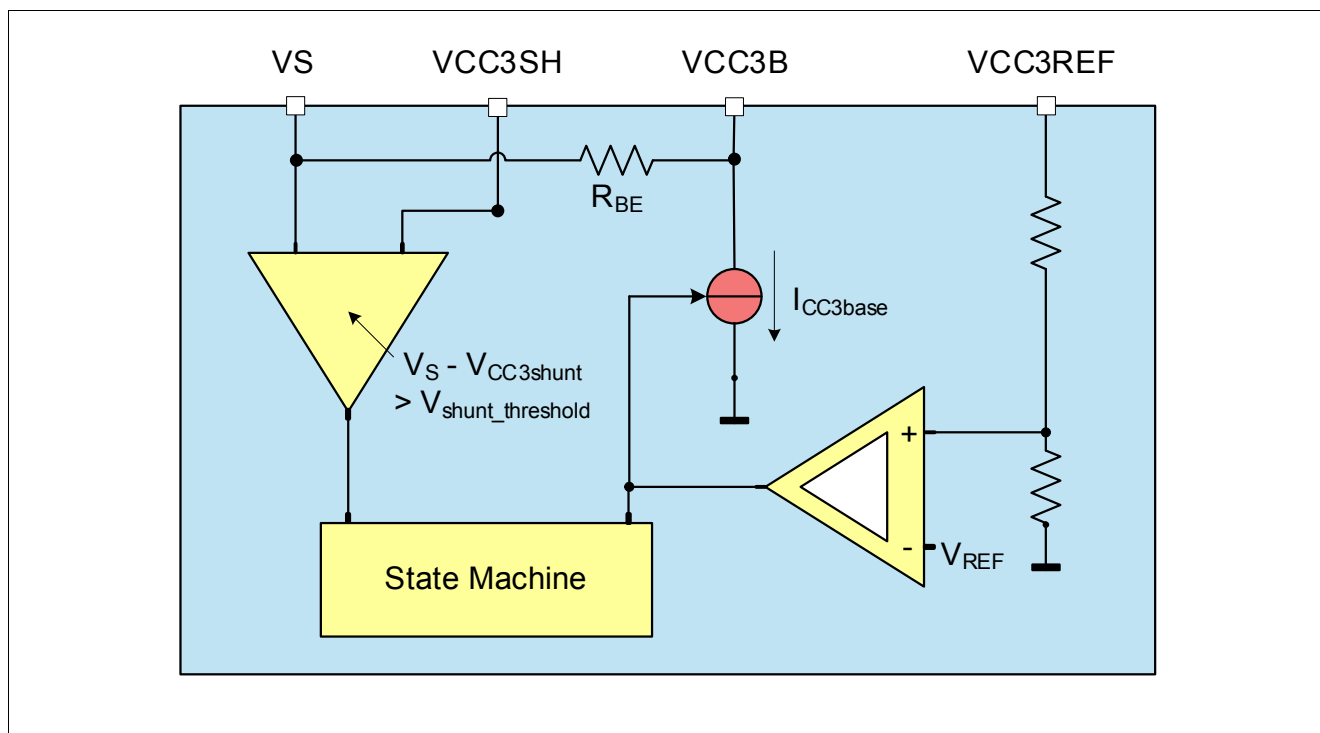 VS VCC3SH VCC3B VCC3REF
RBE
ICC3base
VS - VCC3shunt
> Vshunt_threshold
+
-
VREF
State Machine